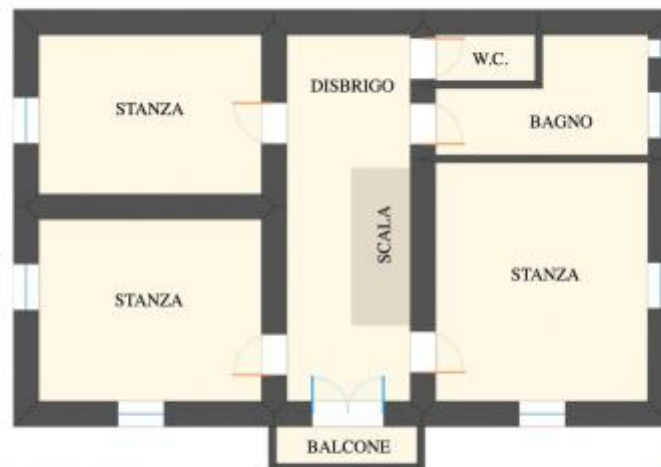 W.C.
DISBRIGO
STANZA
BAGNO
SCALA
STANZA
STANZA
BALCONE